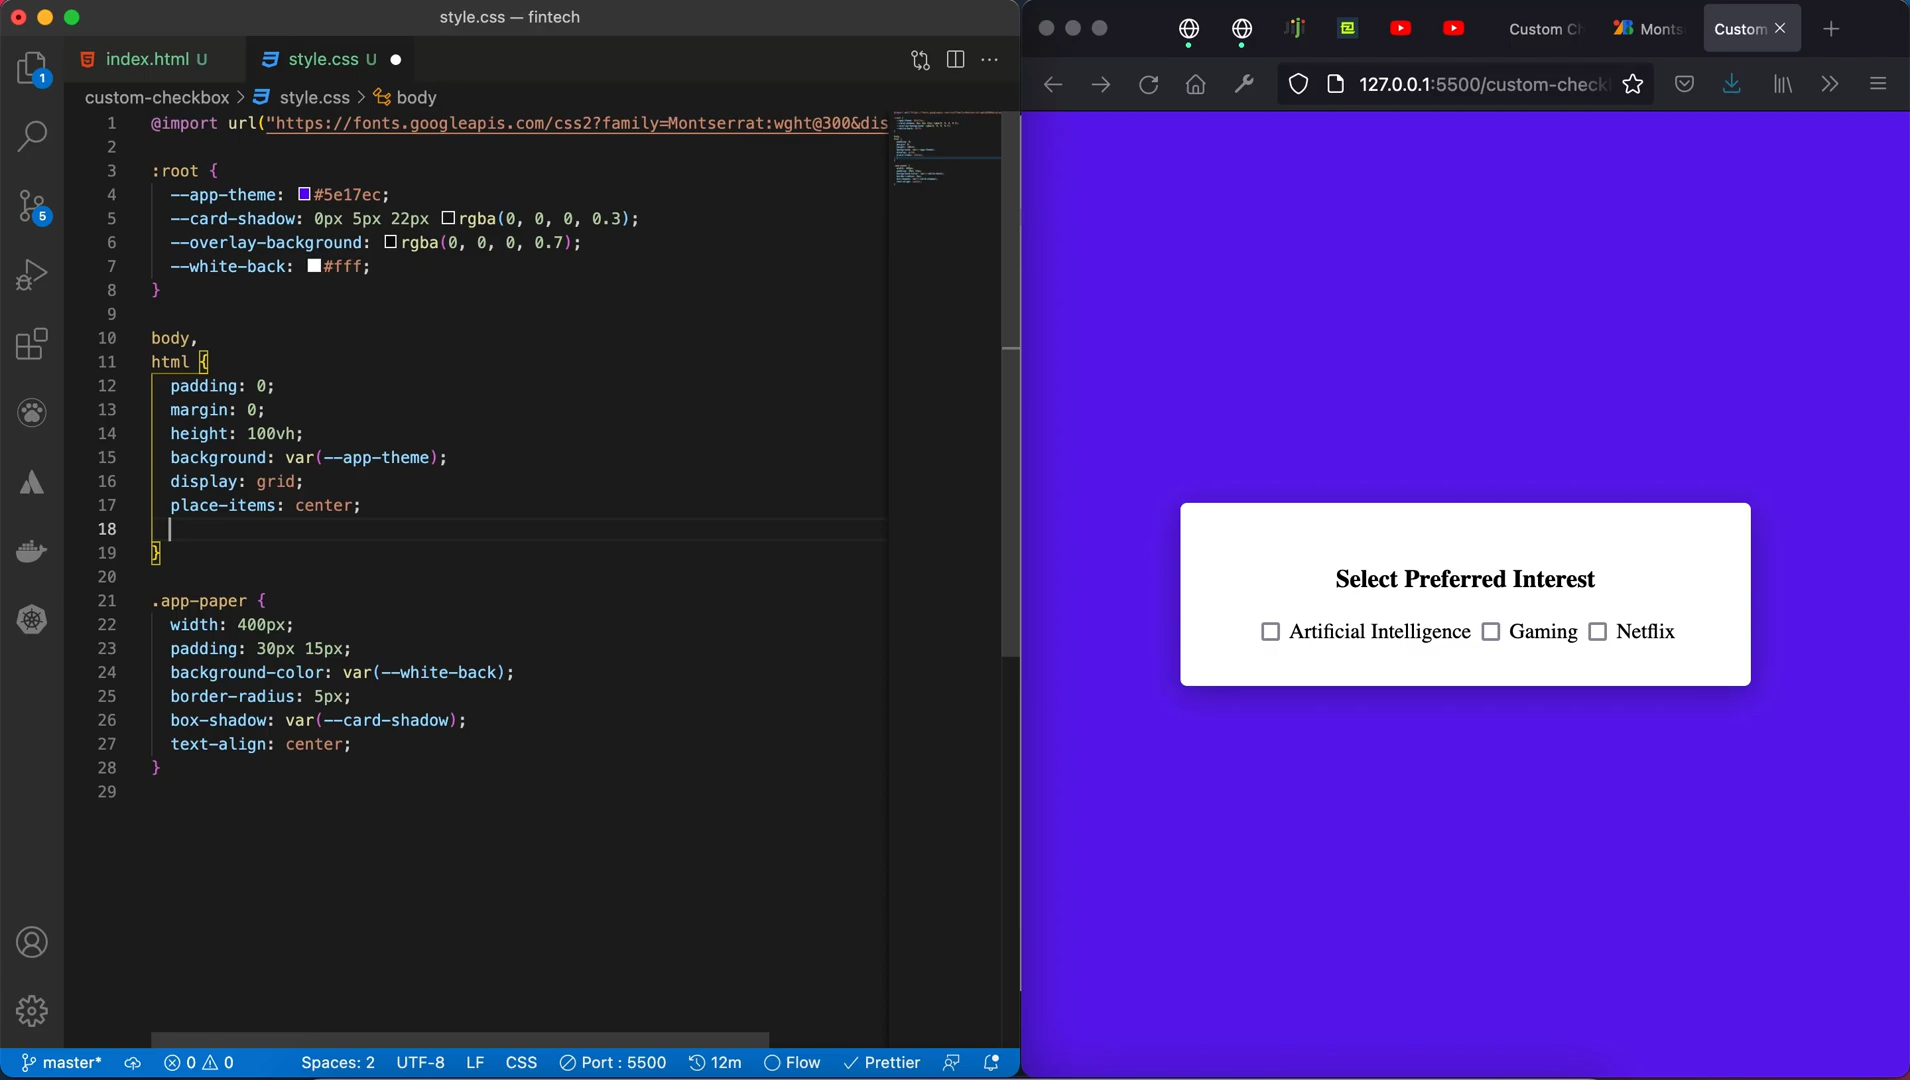 style.css — fintech
index.html U
style.css U
custom-checkbox > style.css > body
1 @import url("https://fonts.googleapis.com/css2?family=Montserrat:wght@300&dis
2
3 :root {
4 --app-theme: #5e17ec;
5 --card-shadow: 0px 5px 22px rgba(0, 0, 0, 0.3);
6 --overlay-background: rgba(0, 0, 0, 0.7);
7 --white-back: #fff;
8 }
9
10 body,
11 html {
12 padding: 0;
13 margin: 0;
14 height: 100vh;
15 background: var(--app-theme);
16 display: grid;
17 place-items: center;
18
19 }
20
21 .app-paper {
22 width: 400px;
23 padding: 30px 15px;
24 background-color: var(--white-back);
25 border-radius: 5px;
26 box-shadow: var(--card-shadow);
27 text-align: center;
28 }
29
1
5
master* 0 0 Spaces: 2 UTF-8 LF CSS Port : 5500 12m Flow Prettier
Jiji
Custom Ch
Monts
Custom
127.0.0.1:5500/custom-check
Select Preferred Interest
Artificial Intelligence Gaming Netflix